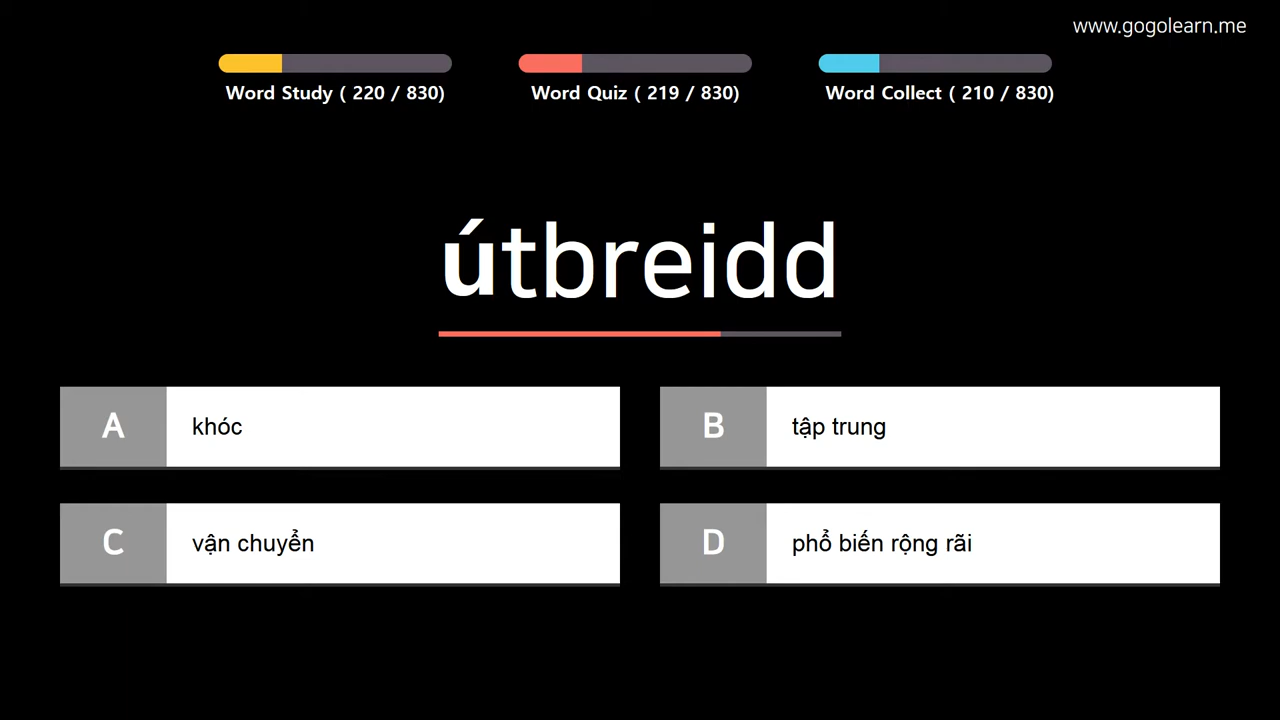 www.gogolearn.me
Word Study ( 220 / 830)
Word Quiz ( 219 / 830)
Word Collect ( 210 / 830)
útbreidd
A khóc
B tập trung
C vận chuyển
D phổ biến rộng rãi